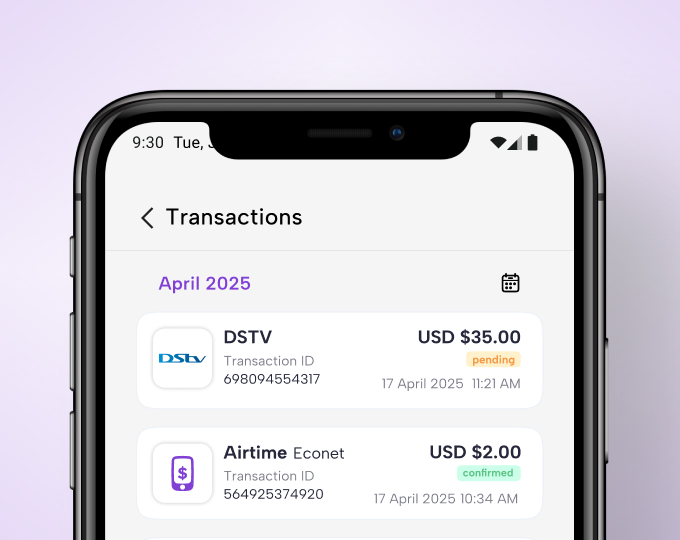 9:30 Tue,
Transactions
April 2025
DStv
DSTV
USD $35.00
Transaction ID
pending
698094554317
17 April 2025 11:21 AM
$
Airtime Econet
USD $2.00
Transaction ID
confirmed
564925374920
17 April 2025 10:34 AM